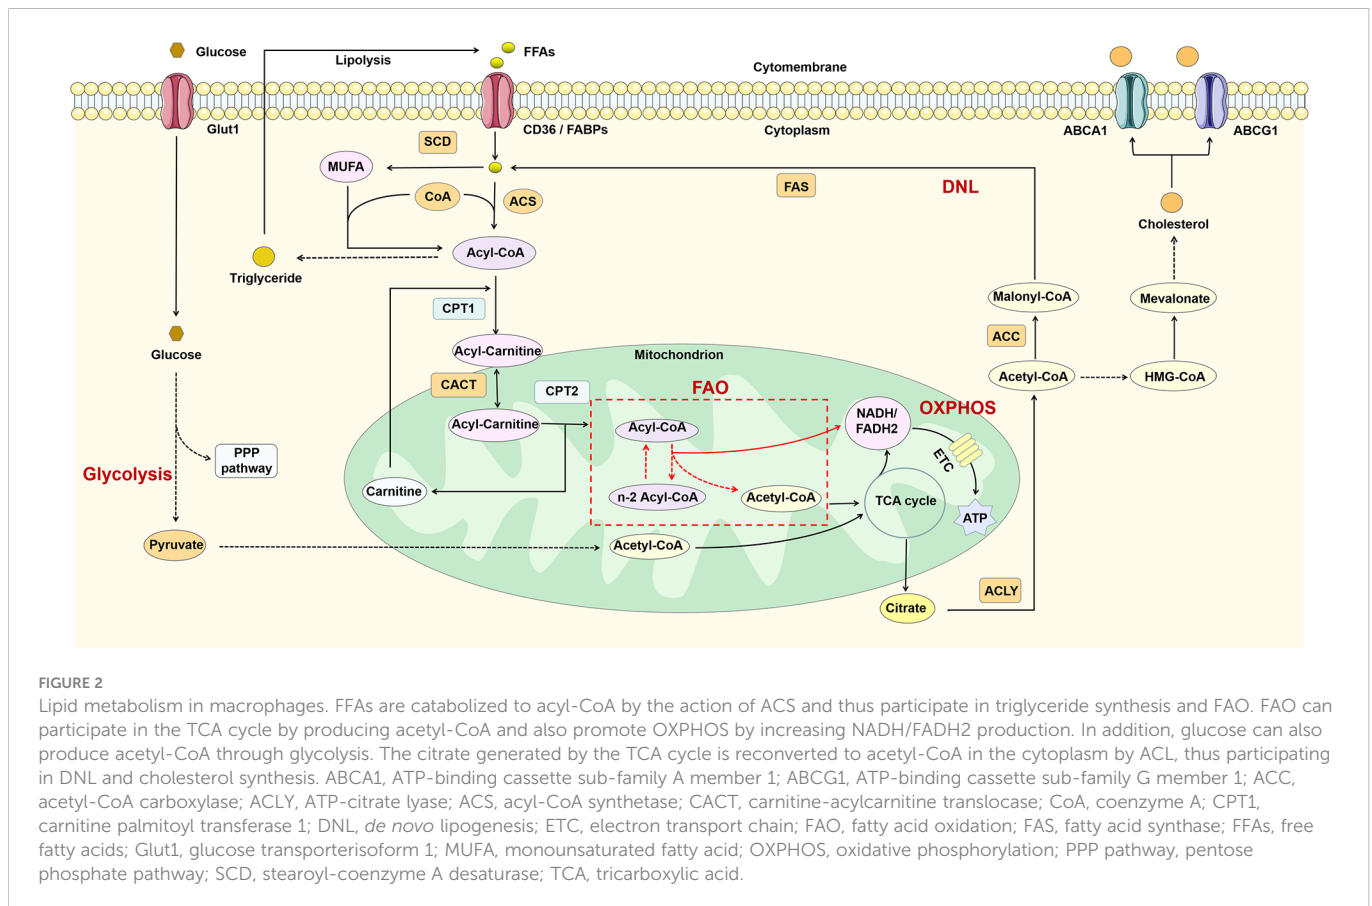 Glucose
Lipolysis
FFAs
Cytomembrane
Glut1
CD36 / FABPs
Cytoplasm
ABCA1
ABCG1
SCD
MUFA
FAS
DNL
CoA
ACS
Cholesterol
Acyl-CoA
Triglyceride
Malonyl-CoA
Mevalonate
CPT1
ACC
Glucose
Acyl-Carnitine
Mitochondrion
CACT
CPT2
FAO
Acetyl-CoA
HMG-CoA
OXPHOS
NADH/
FADH2
Acyl-Carnitine
Acyl-CoA
ETC
PPP
pathway
Glycolysis
Carnitine
n-2 Acyl-CoA
Acetyl-CoA
TCA cycle
ATP
Pyruvate
Acetyl-CoA
ACLY
Citrate
FIGURE 2
Lipid metabolism in macrophages. FFAs are catabolized to acyl-CoA by the action of ACS and thus participate in triglyceride synthesis and FAO. FAO can
participate in the TCA cycle by producing acetyl-CoA and also promote OXPHOS by increasing NADH/FADH2 production. In addition, glucose can also
produce acetyl-CoA through glycolysis. The citrate generated by the TCA cycle is reconverted to acetyl-CoA in the cytoplasm by ACL, thus participating
in DNL and cholesterol synthesis. ABCA1, ATP-binding cassette sub-family A member 1; ABCG1, ATP-binding cassette sub-family G member 1; ACC,
acetyl-CoA carboxylase; ACLY, ATP-citrate lyase; ACS, acyl-CoA synthetase; CACT, carnitine-acylcarnitine translocase; CoA, coenzyme A; CPT1,
carnitine palmitoyl transferase 1; DNL, de novo lipogenesis; ETC, electron transport chain; FAO, fatty acid oxidation; FAS, fatty acid synthase; FFAs, free
fatty acids; Glut1, glucose transporterisoform 1; MUFA, monounsaturated fatty acid; OXPHOS, oxidative phosphorylation; PPP pathway, pentose
phosphate pathway; SCD, stearoyl-coenzyme A desaturase; TCA, tricarboxylic acid.